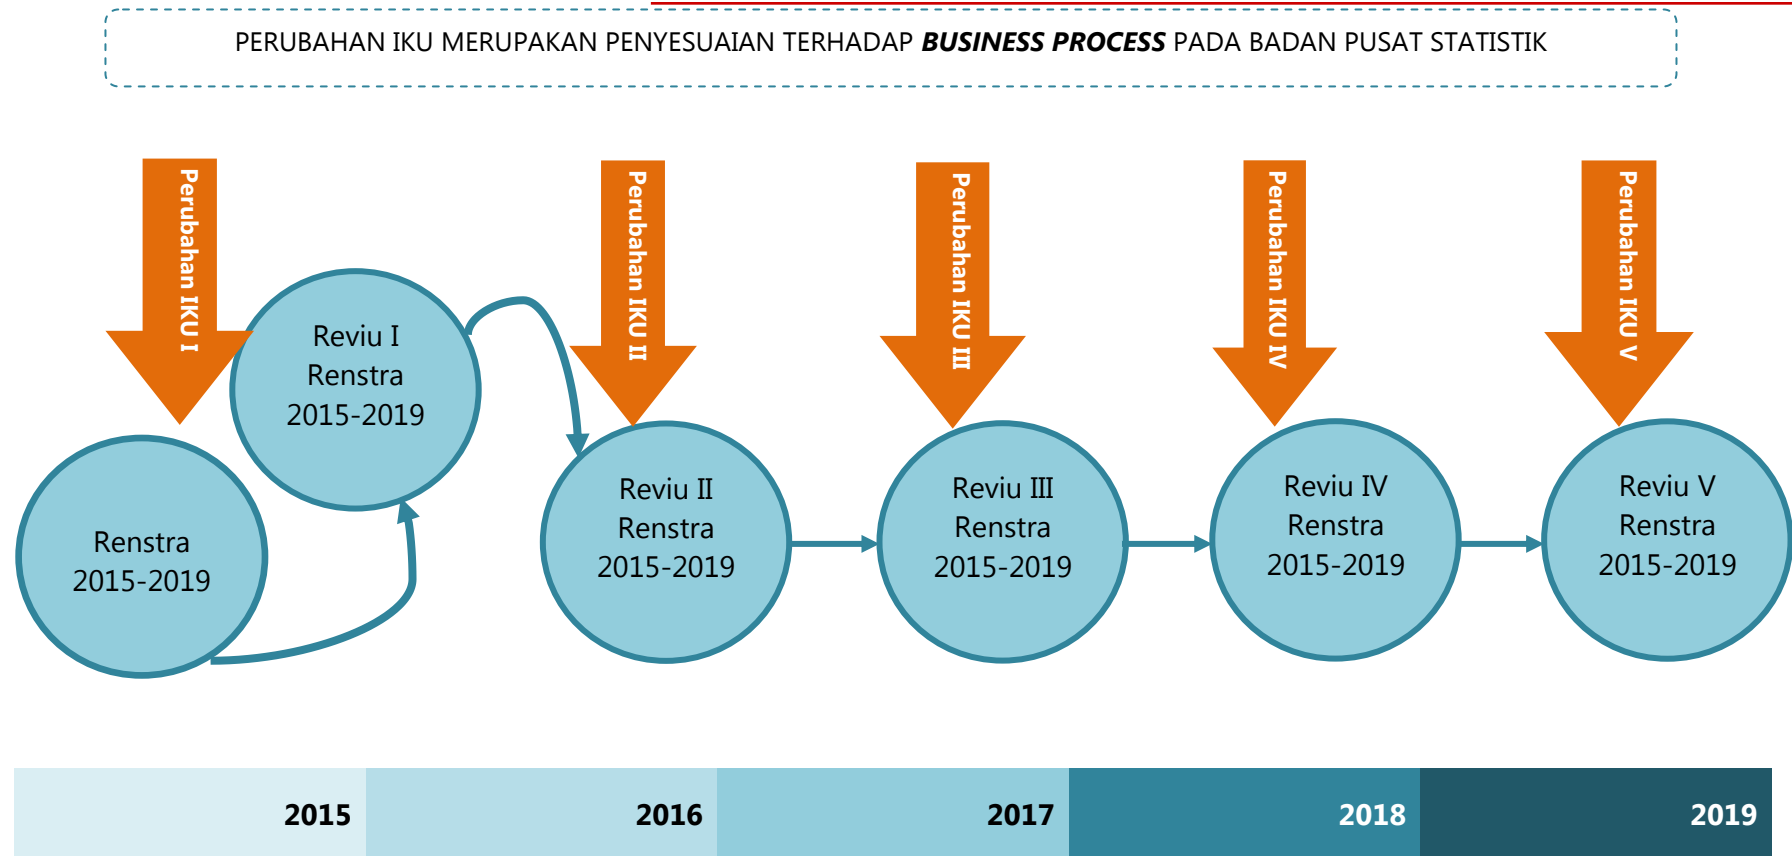 PERUBAHAN IKU MERUPAKAN PENYESUAIAN TERHADAP BUSINESS PROCESS PADA BADAN PUSAT STATISTIK
Perubahan IKU I
Perubahan IKU II
Perubahan IKU III
Perubahan IKU IV
Perubahan IKU V
Renstra
2015-2019
Reviu I
Renstra
2015-2019
Reviu II
Renstra
2015-2019
Reviu III
Renstra
2015-2019
Reviu IV
Renstra
2015-2019
Reviu V
Renstra
2015-2019
2015
2016
2017
2018
2019